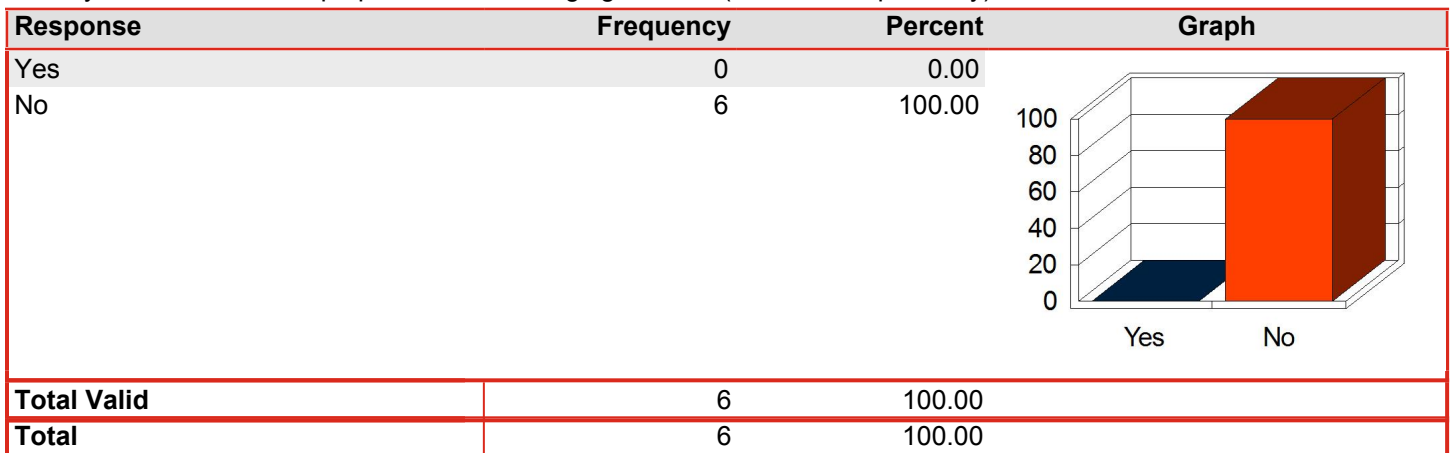 Response Frequency Percent Graph
Yes 0 0.00
No 6 100.00
100
80
60
40
20
0
Yes No
Total Valid 6 100.00
Total 6 100.00